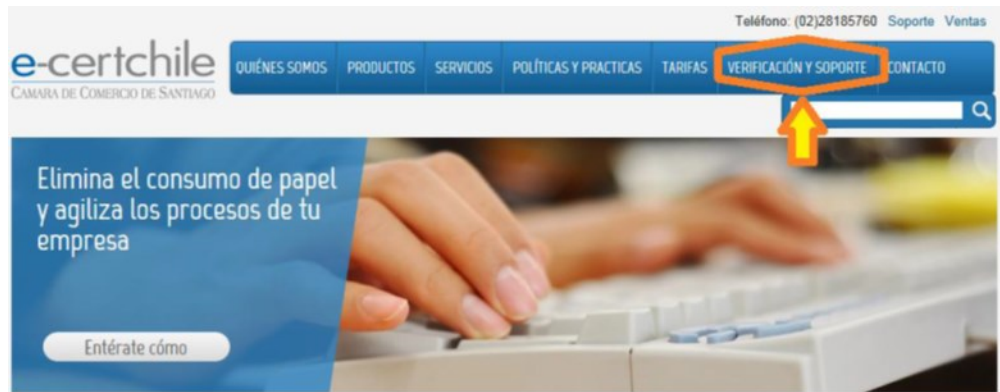 Teléfono: (02)28185760 Soporte Ventas
e-certchile
CAMARA DE COMERCIO DE SANTIAGO
QUIÉNES SOMOS PRODUCTOS SERVICIOS POLÍTICAS Y PRACTICAS TARIFAS VERIFICACIÓN Y SOPORTE CONTACTO
Elimina el consumo de papel
y agiliza los procesos de tu
empresa
Entérate cómo